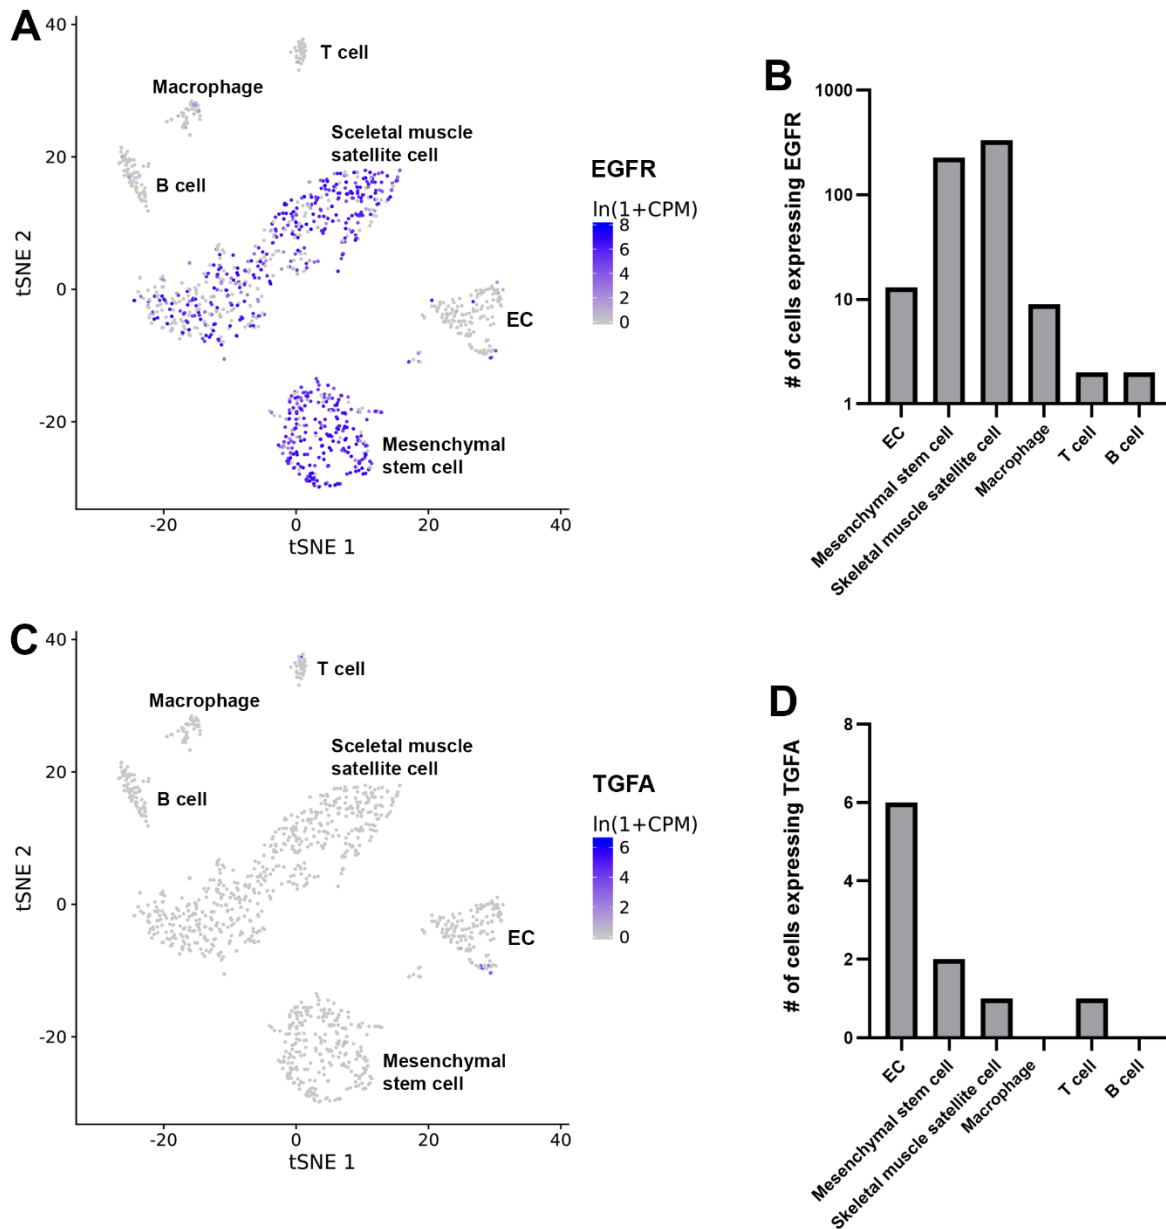 A
40
20
0
-20
tSNE 2
-20
0
20
40
tSNE 1
T cell
Macrophage
Sceletal muscle
satellite cell
B cell
EC
Mesenchymal
stem cell
EGFR
ln(1+CPM)
8
6
4
2
0
B
1000
100
10
1
# of cells expressing EGFR
EC
Mesenchymal stem cell
Skeletal muscle satellite cell
Macrophage
T cell
B cell
C
40
20
0
-20
tSNE 2
-20
0
20
40
tSNE 1
T cell
Macrophage
Sceletal muscle
satellite cell
B cell
EC
Mesenchymal
stem cell
TGFA
ln(1+CPM)
6
4
2
0
D
8
6
4
2
0
# of cells expressing TGFA
EC
Mesenchymal stem cell
Skeletal muscle satellite cell
Macrophage
T cell
B cell